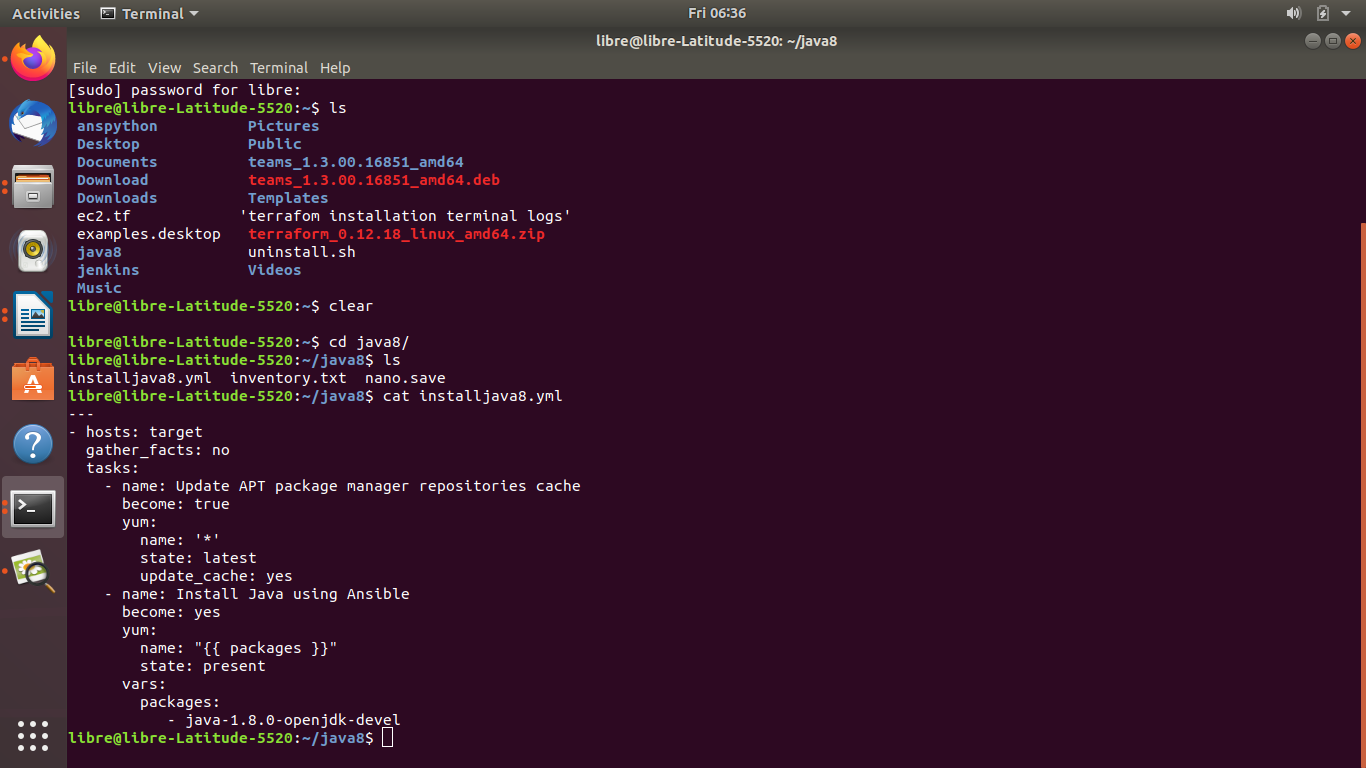 Activities Terminal Fri 06:36
libre@libre-Latitude-5520: ~/java8
File Edit View Search Terminal Help
[sudo] password for libre:
libre@libre-Latitude-5520:~$ ls
anspython Pictures
Desktop Public
Documents teams_1.3.00.16851_amd64
Download teams_1.3.00.16851_amd64.deb
Downloads Templates
ec2.tf 'terrafom installation terminal logs'
examples.desktop terraform_0.12.18_linux_amd64.zip
java8 uninstall.sh
jenkins Videos
Music
libre@libre-Latitude-5520:~$ clear
libre@libre-Latitude-5520:~$ cd java8/
libre@libre-Latitude-5520:~/java8$ ls
installjava8.yml inventory.txt nano.save
libre@libre-Latitude-5520:~/java8$ cat installjava8.yml
---
- hosts: target
  gather_facts: no
  tasks:
    - name: Update APT package manager repositories cache
      become: true
      yum:
        name: '*'
        state: latest
        update_cache: yes
    - name: Install Java using Ansible
      become: yes
      yum:
        name: "{{ packages }}"
        state: present
      vars:
        packages:
           - java-1.8.0-openjdk-devel
libre@libre-Latitude-5520:~/java8$